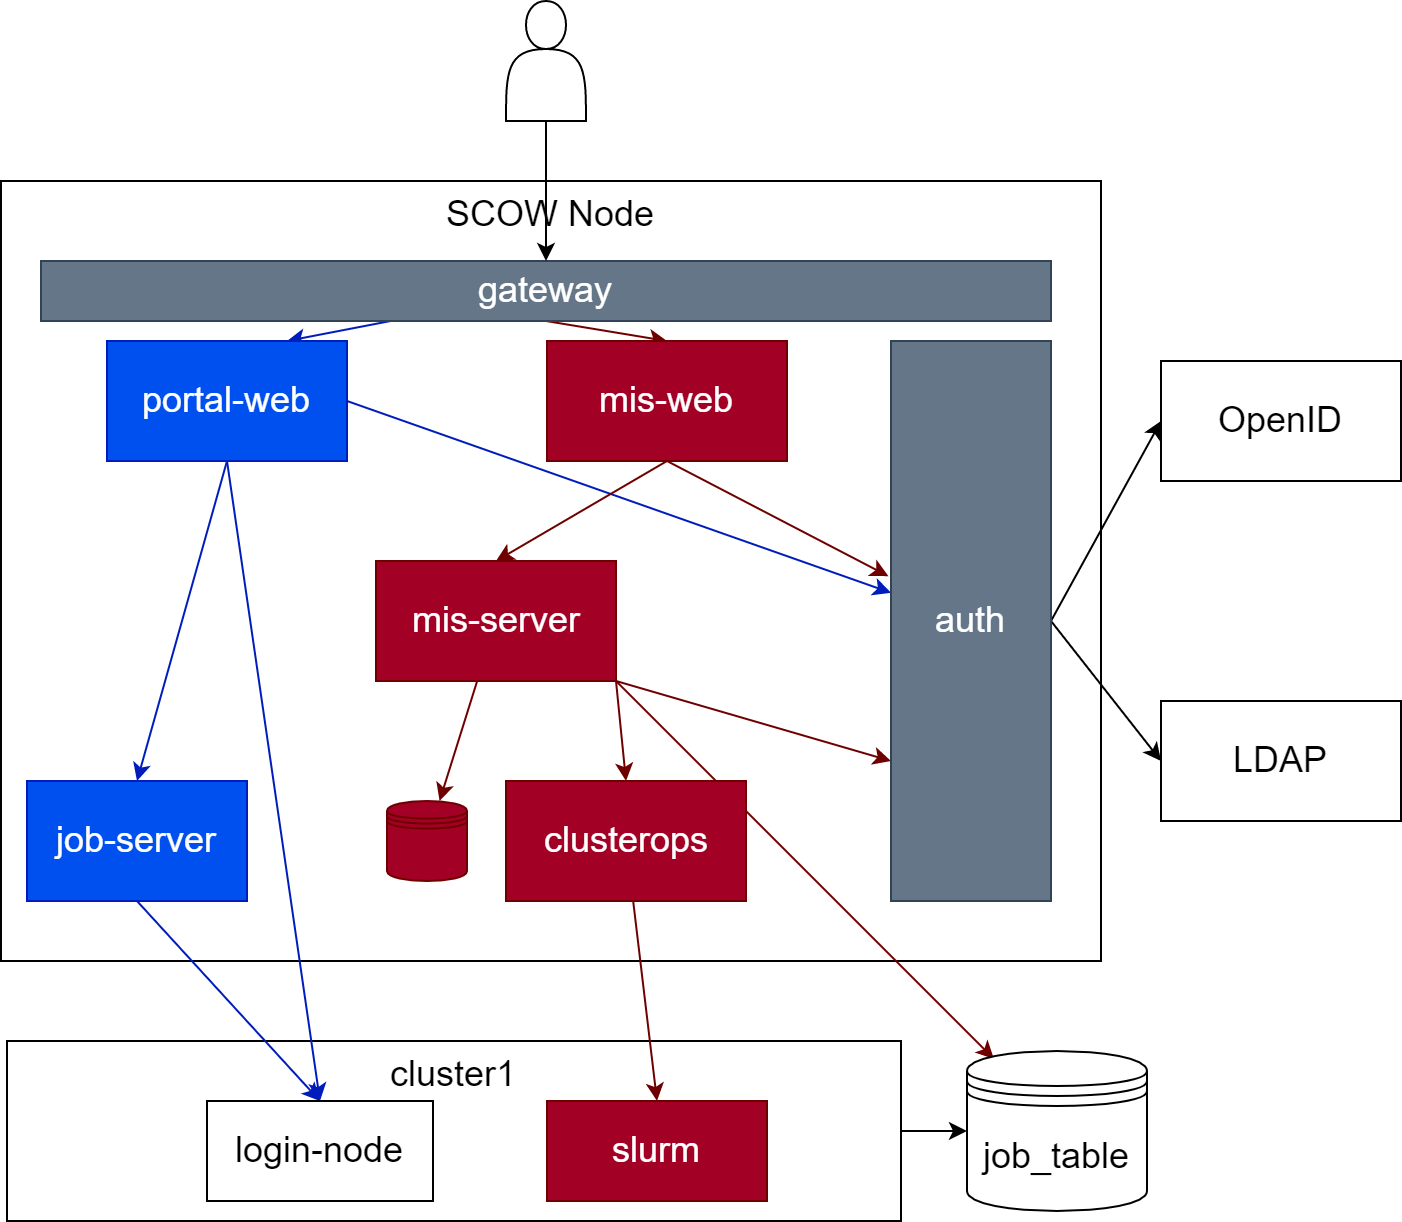 SCOW Node
gateway
portal-web
mis-web
OpenID
mis-server
auth
LDAP
job-server
clusterops
cluster1
login-node
slurm
job_table